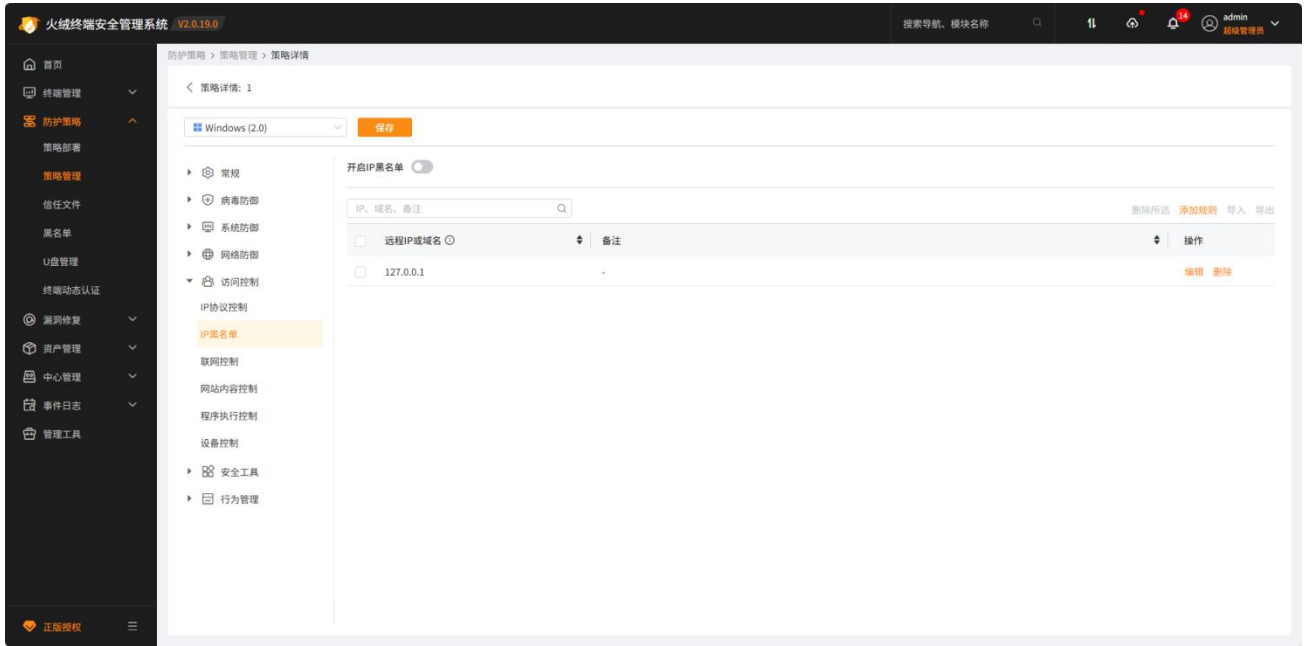 火绒终端安全管理系统 V2.0.19.0
搜索导航、模块名称
14
admin
超级管理员
首页
终端管理
防护策略
策略部署
策略管理
信任文件
黑名单
U盘管理
终端动态认证
漏洞修复
资产管理
中心管理
事件日志
管理工具
正版授权
防护策略 > 策略管理 > 策略详情
策略详情: 1
Windows (2.0)
保存
常规
病毒防御
系统防御
网络防御
访问控制
IP协议控制
IP黑名单
联网控制
网站内容控制
程序执行控制
设备控制
安全工具
行为管理
开启IP黑名单
IP、域名、备注
删除所选 添加规则 导入 导出
远程IP或域名 备注 操作
127.0.0.1 - 编辑 删除